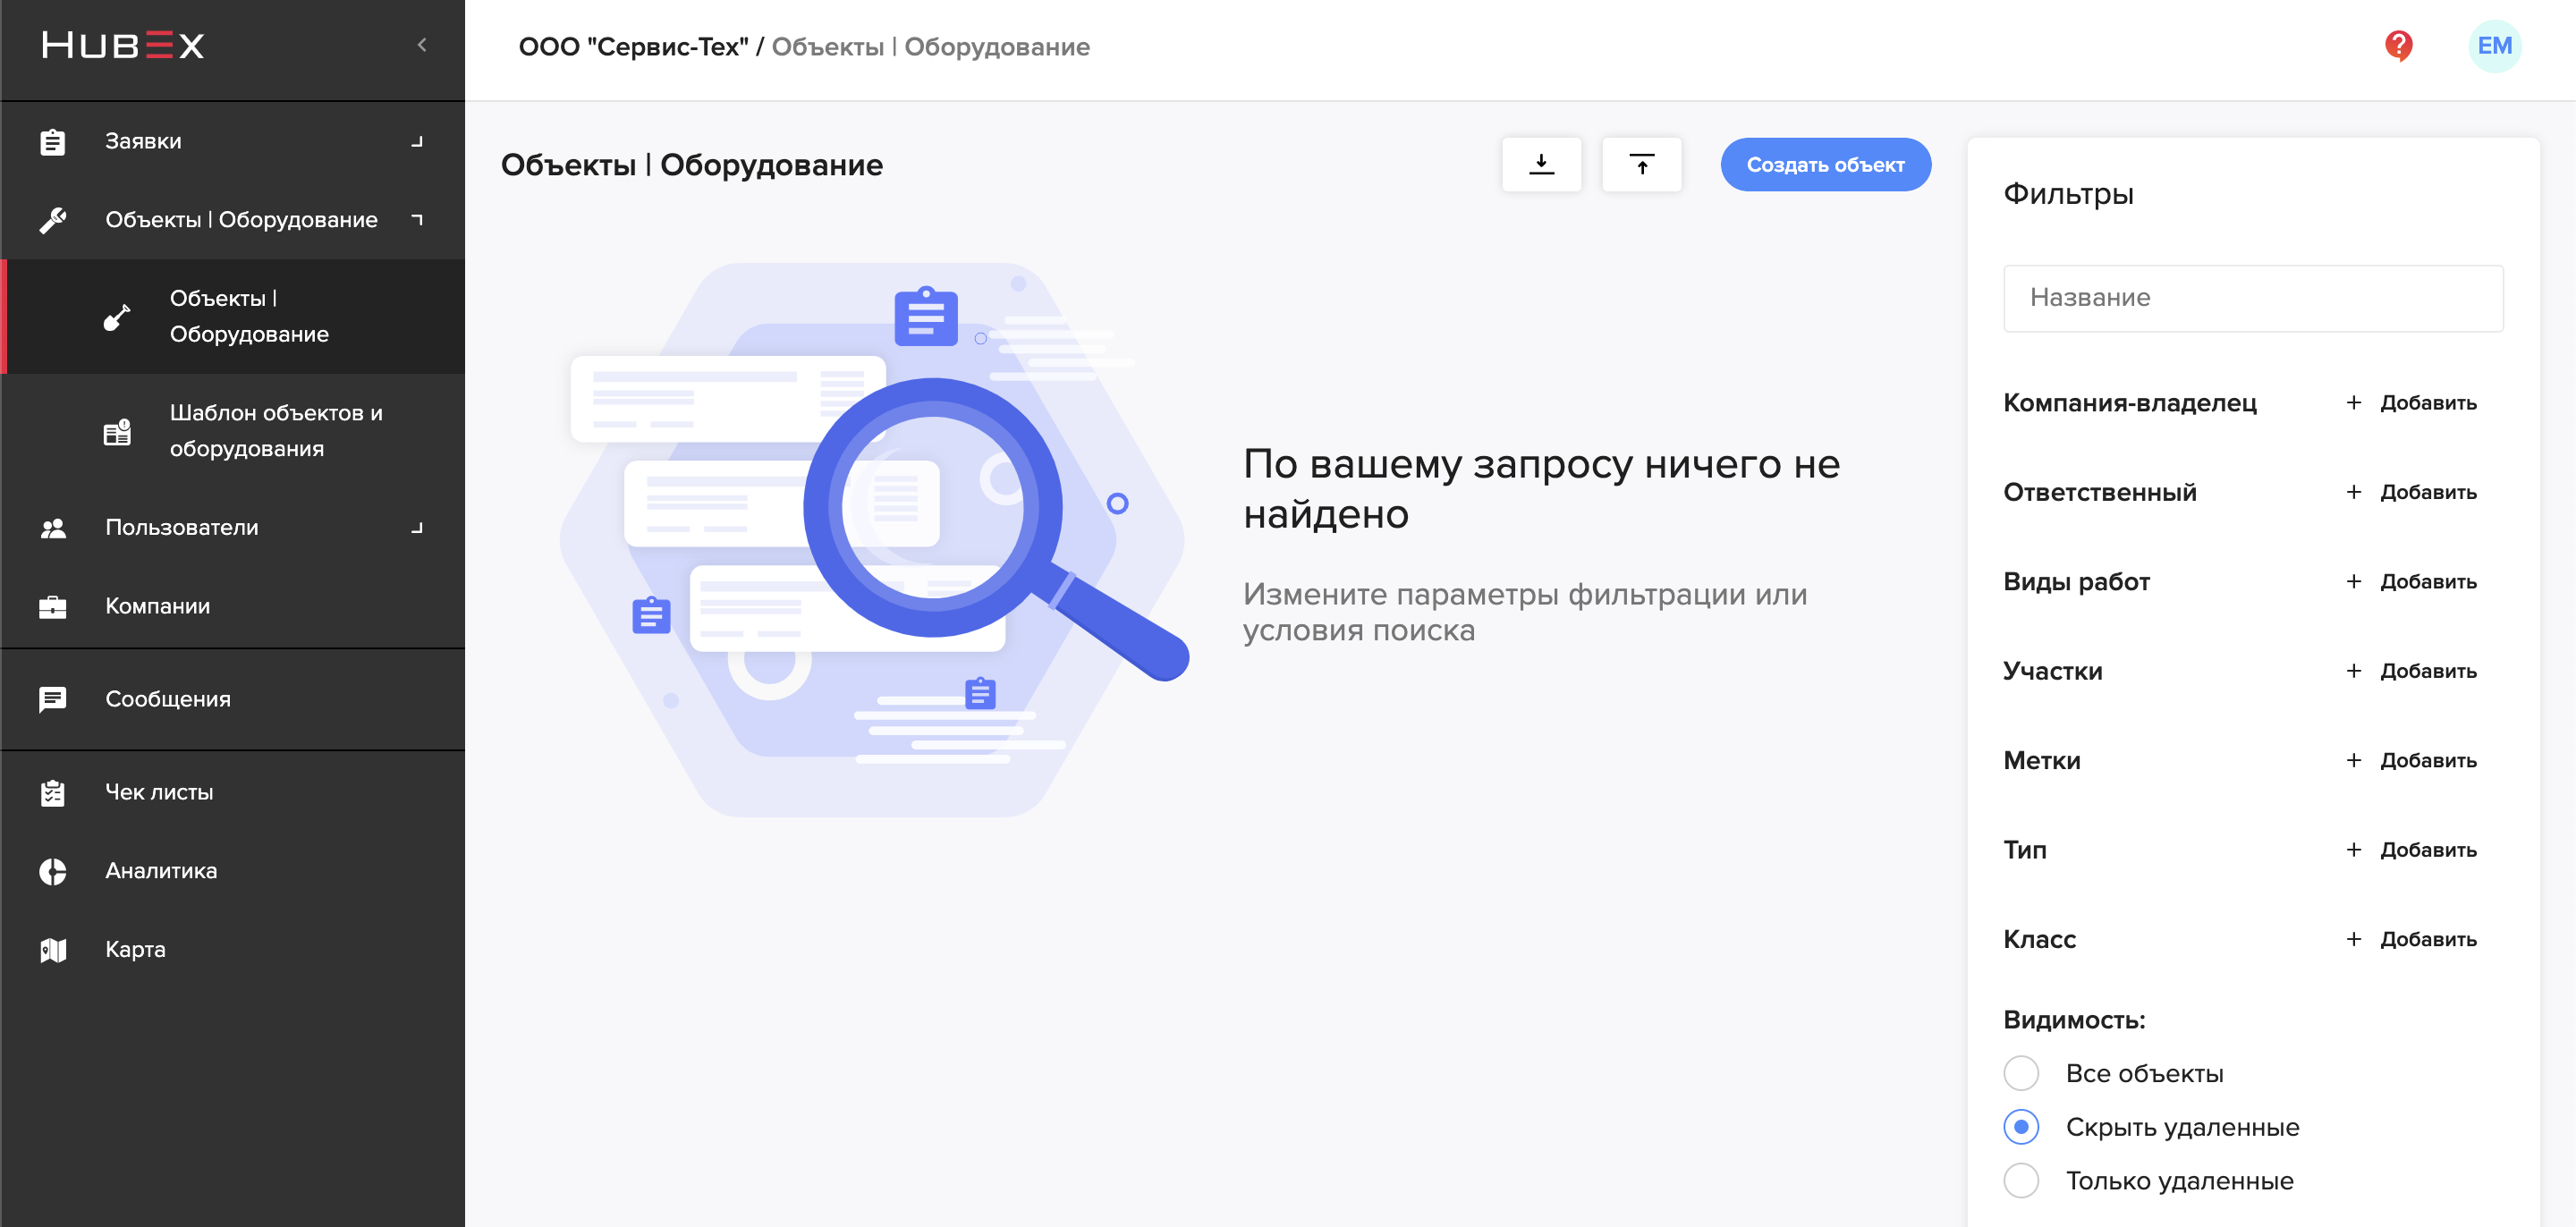 HUBEX
ООО "Сервис-Тех" / Объекты | Оборудование
EM
Заявки
Объекты | Оборудование
Объекты |
Оборудование
Шаблон объектов и
оборудования
Пользователи
Компании
Сообщения
Чек листы
Аналитика
Карта
Объекты | Оборудование
Создать объект
По вашему запросу ничего не
найдено
Измените параметры фильтрации или
условия поиска
Фильтры
Название
Компания-владелец + Добавить
Ответственный + Добавить
Виды работ + Добавить
Участки + Добавить
Метки + Добавить
Тип + Добавить
Класс + Добавить
Видимость:
Все объекты
Скрыть удаленные
Только удаленные